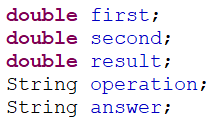 double first;
double second;
double result;
String operation;
String answer;